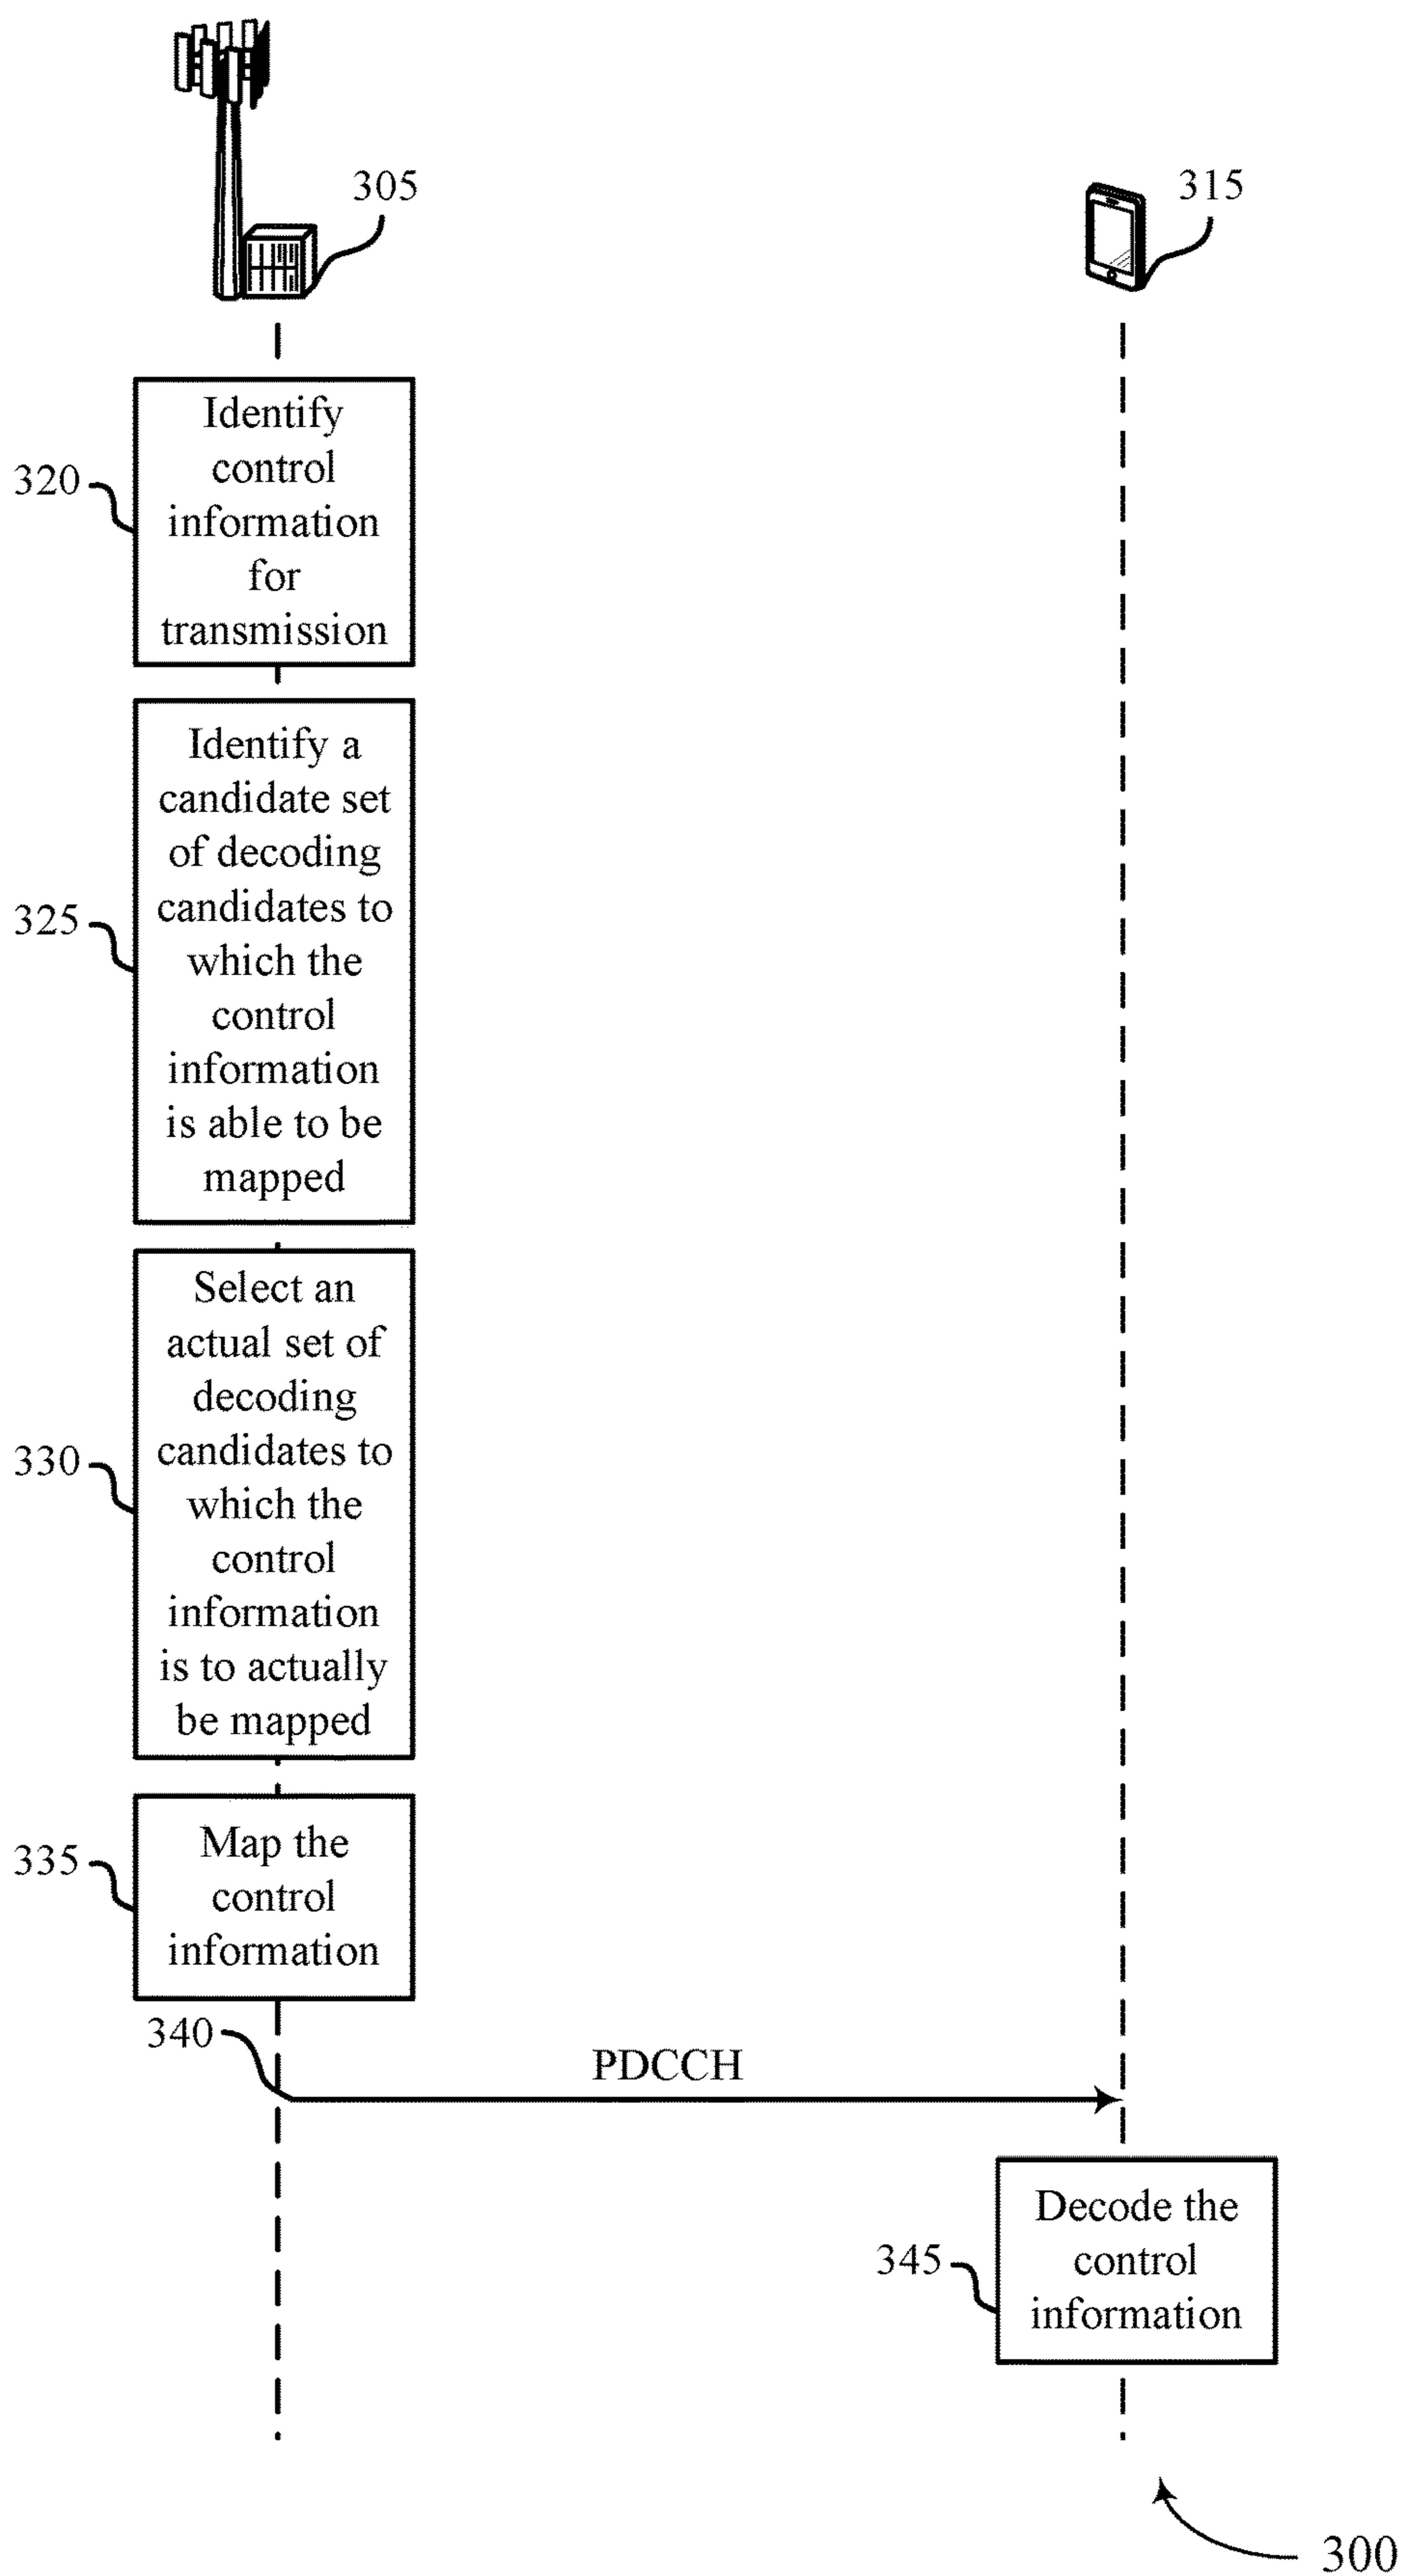 305
315
320
Identify
control
information
for
transmission
325
Identify a
candidate set
of decoding
candidates to
which the
control
information
is able to be
mapped
330
Select an
actual set of
decoding
candidates to
which the
control
information
is to actually
be mapped
335
Map the
control
information
340
PDCCH
345
Decode the
control
information
300